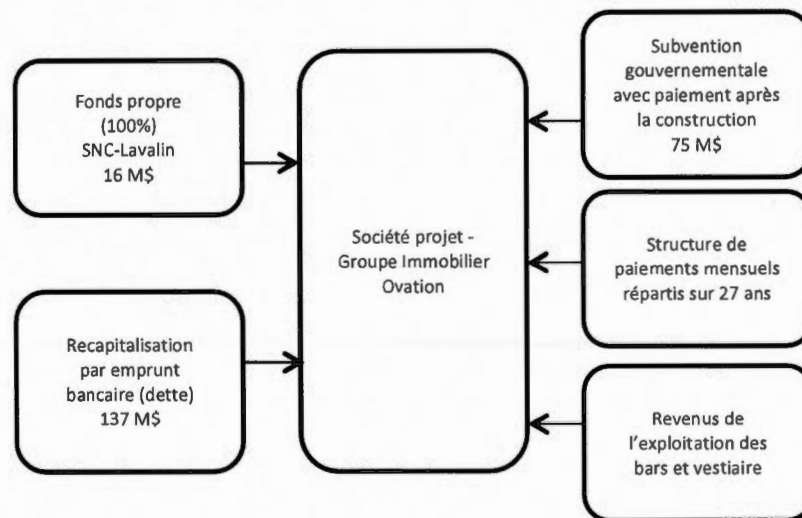 Fonds propre
(100%)
SNC-Lavalin
16 M$
Recapitalisation
par emprunt
bancaire (dette)
137 M$
Société projet -
Groupe Immobilier
Ovation
Subvention
gouvernementale
avec paiement après
la construction
75 M$
Structure de
paiements mensuels
répartis sur 27 ans
Revenus de
l'exploitation des
bars et vestiaire